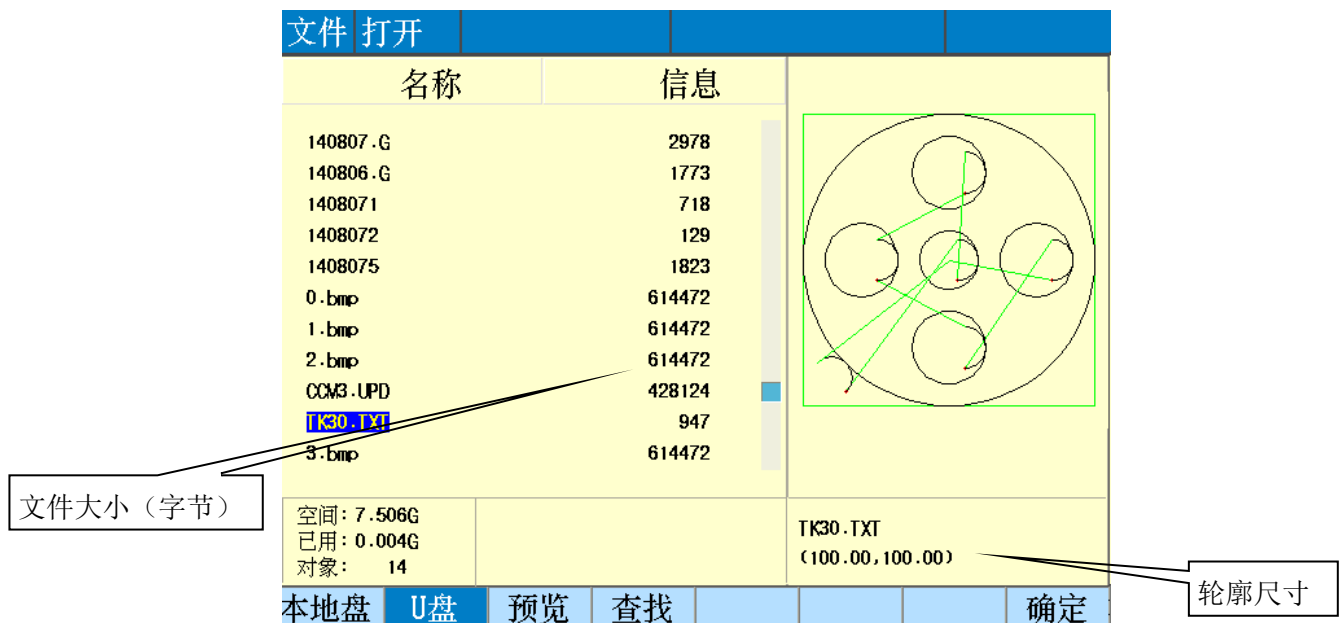 文件 打开
名称 信息
140807.G 2978
140806.G 1773
1408071 718
1408072 129
1408075 1823
0.bmp 614472
1.bmp 614472
2.bmp 614472
CCM3.UPD 428124
TK30.TXT 947
3.bmp 614472
文件大小（字节）
空间：7.506G
已用：0.004G
对象： 14
TK30.TXT
(100.00,100.00)
轮廓尺寸
本地盘 U盘 预览 查找 确定